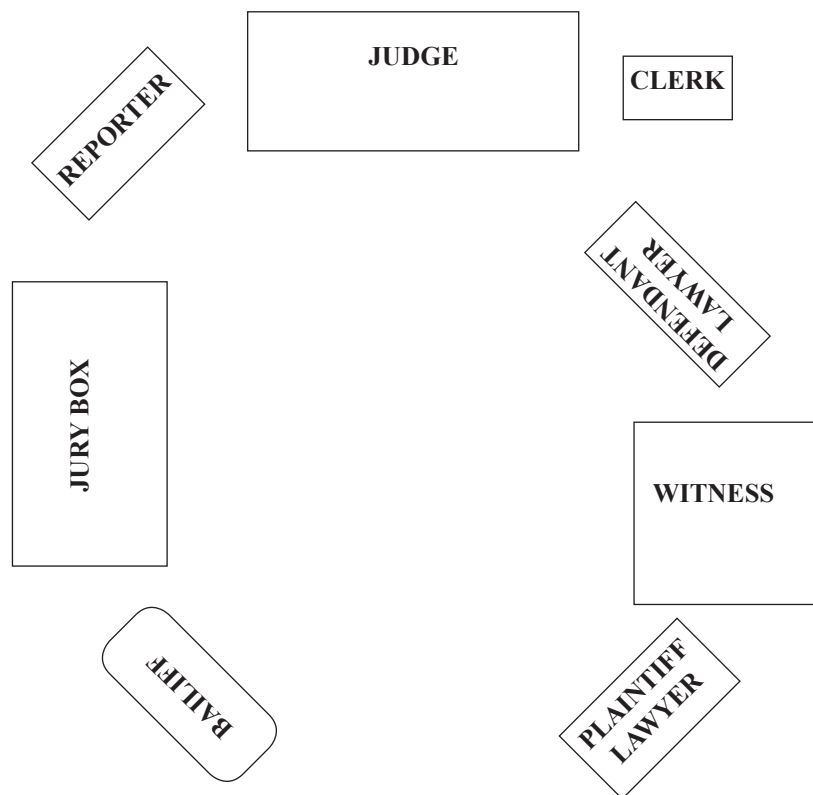 JUDGE
CLERK
REPORTER
DEFENDANT
LAWYER
JURY BOX
WITNESS
BAILIFF
PLAINTIFF
LAWYER